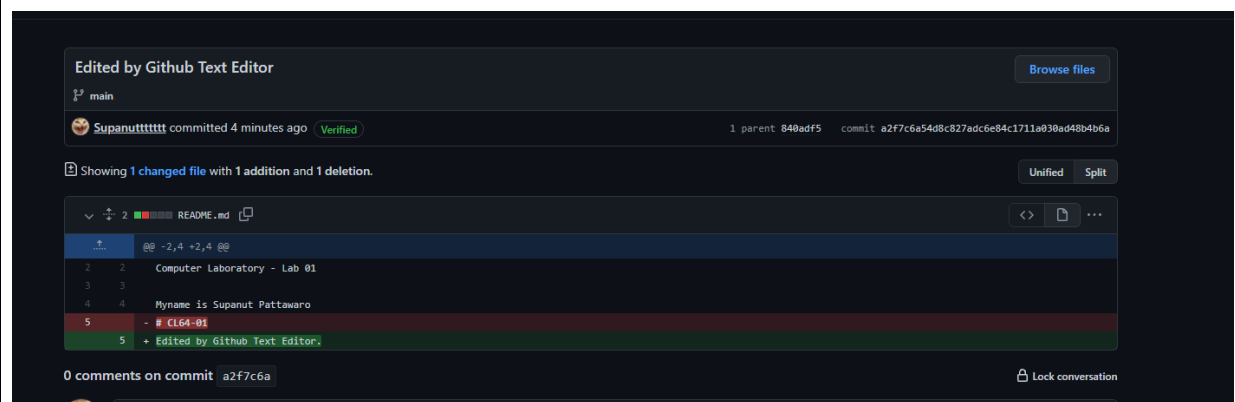 Edited by Github Text Editor
Browse files
main
Supanuttttttt committed 4 minutes ago Verified
1 parent 840adf5 commit a2f7c6a54d8c827adc6e84c1711a030ad48b4b6a
Showing 1 changed file with 1 addition and 1 deletion.
Unified Split
2 README.md
@@ -2,4 +2,4 @@
2 2 Computer Laboratory - Lab 01
3 3
4 4 Myname is Supanut Pattawaro
5 - # CL64-01
5 + Edited by Github Text Editor.
0 comments on commit a2f7c6a
Lock conversation